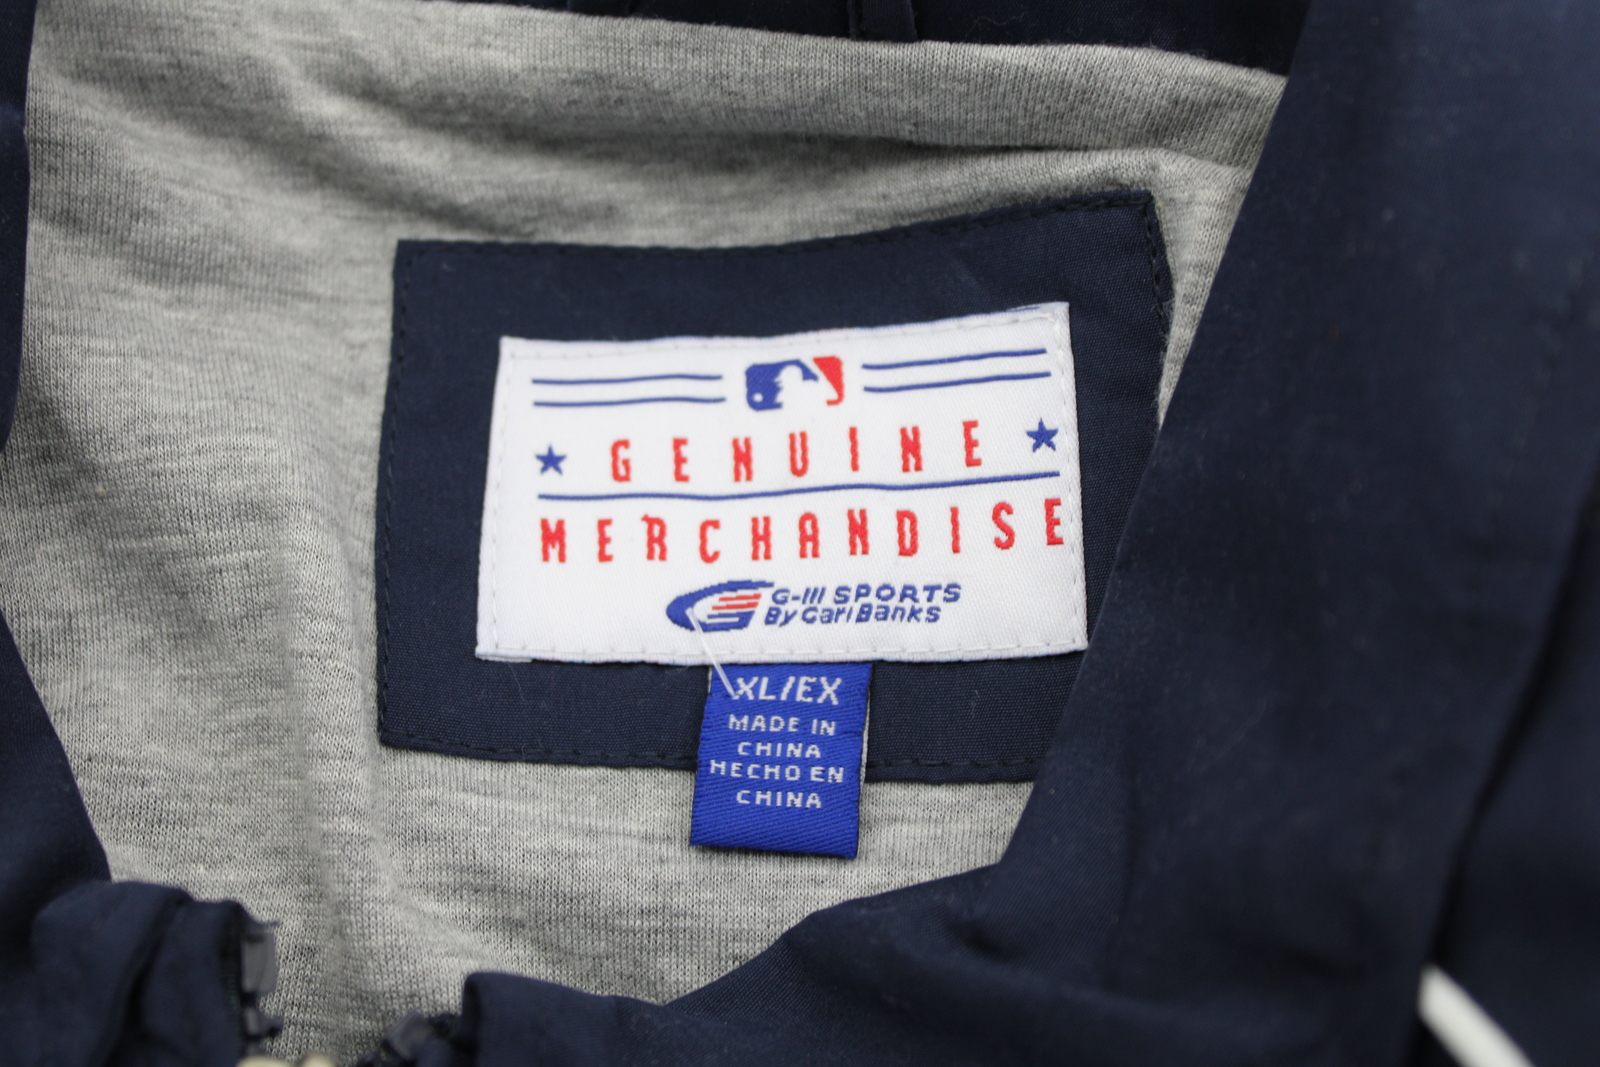 GENUINE
MERCHANDISE
G-III SPORTS
By Carl Banks
XL/EX
MADE IN
CHINA
HECHO EN
CHINA